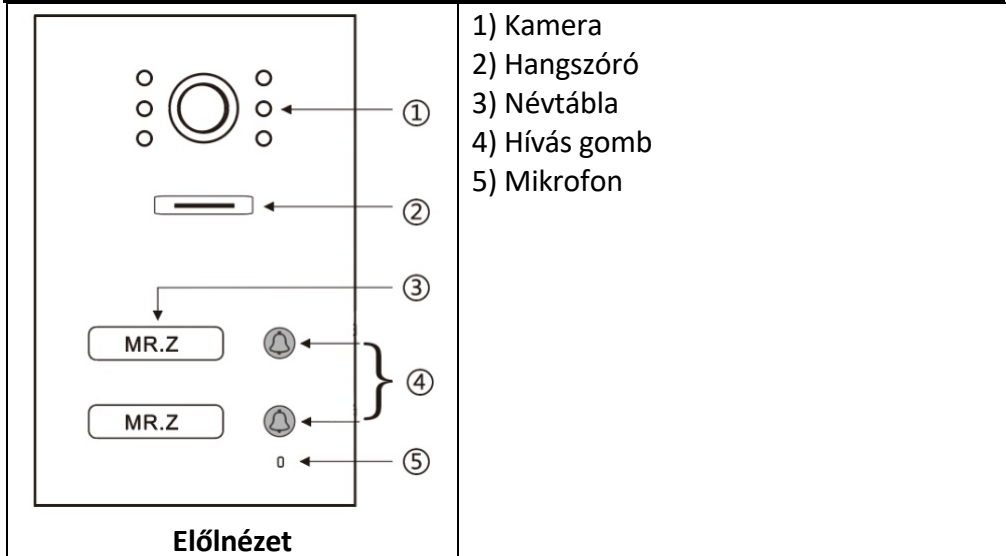 ①
②
③
MR.Z
④
MR.Z
⑤
Előlnézet
1) Kamera
2) Hangszóró
3) Névtábla
4) Hívás gomb
5) Mikrofon